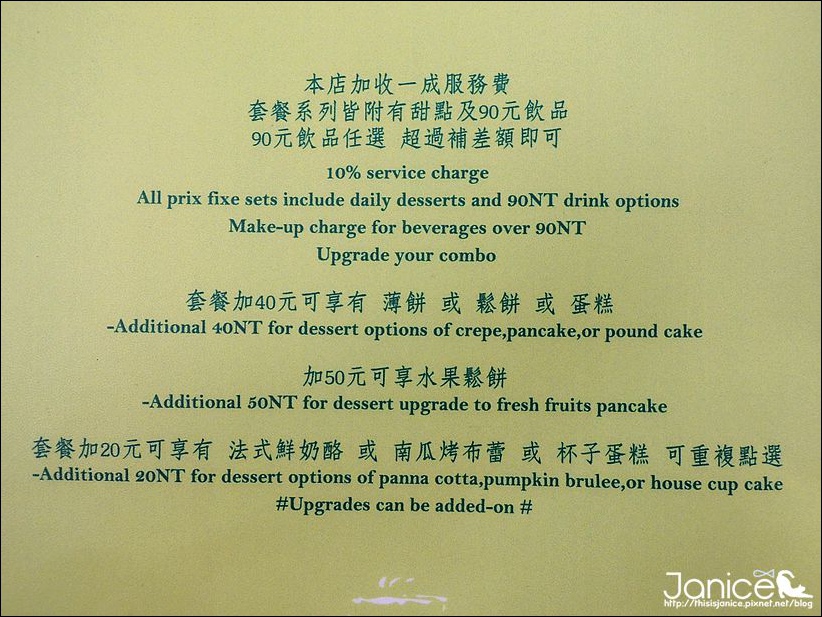 本店加收一成服務費
套餐系列皆附有甜點及90元飲品
90元飲品任選 超過補差額即可
10% service charge
All prix fixe sets include daily desserts and 90NT drink options
Make-up charge for beverages over 90NT
Upgrade your combo
套餐加40元可享有 薄餅 或 鬆餅 或 蛋糕
-Additional 40NT for dessert options of crepe,pancake,or pound cake
加50元可享水果鬆餅
-Additional 50NT for dessert upgrade to fresh fruits pancake
套餐加20元可享有 法式鮮奶酪 或 南瓜烤布蕾 或 杯子蛋糕 可重複點選
-Additional 20NT for dessert options of panna cotta,pumpkin brulee,or house cup cake
#Upgrades can be added-on #
Janice
http://thisisjanice.pixnet.net/blog